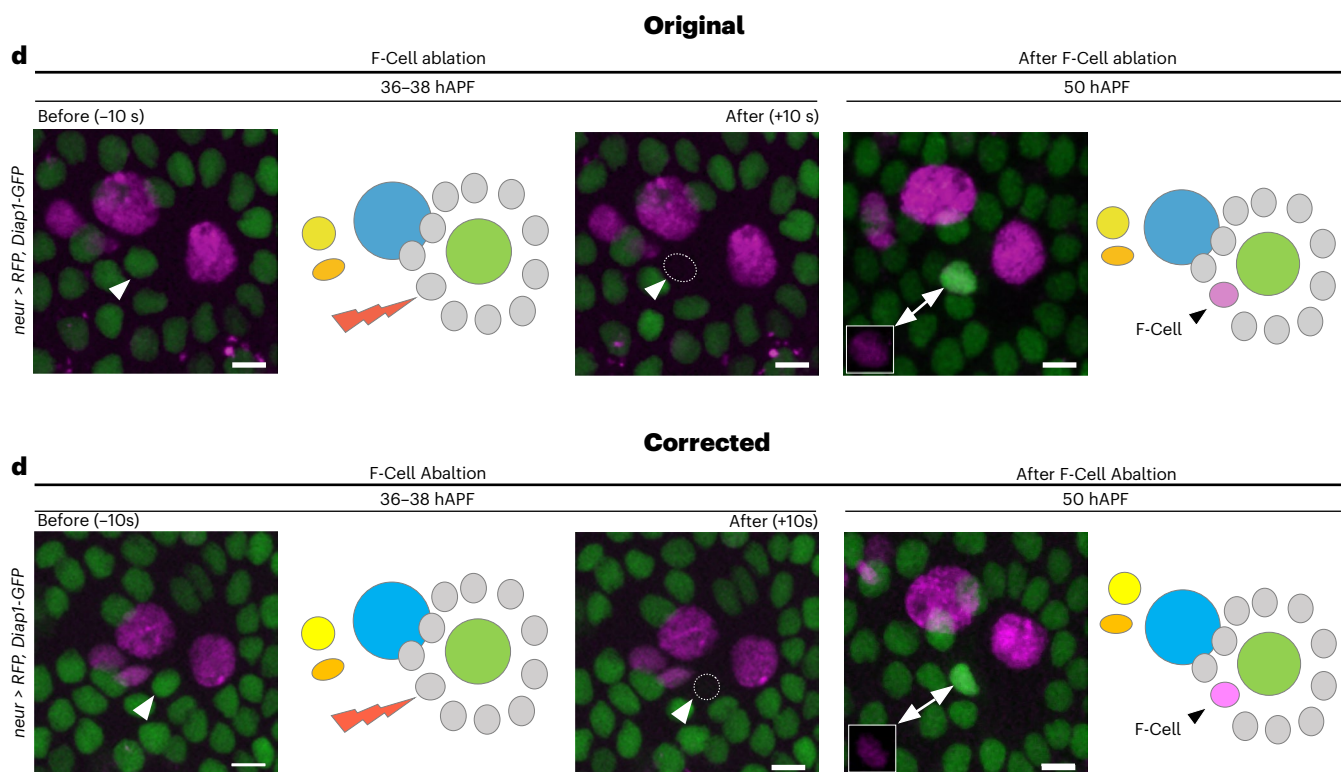 Original
d
F-Cell ablation
After F-Cell ablation
36–38 hAPF
50 hAPF
Before (–10 s)
After (+10 s)
neur > RFP, Diap1-GFP
F-Cell
Corrected
d
F-Cell Abaltion
After F-Cell Abaltion
36–38 hAPF
50 hAPF
Before (–10s)
After (+10s)
neur > RFP, Diap1-GFP
F-Cell